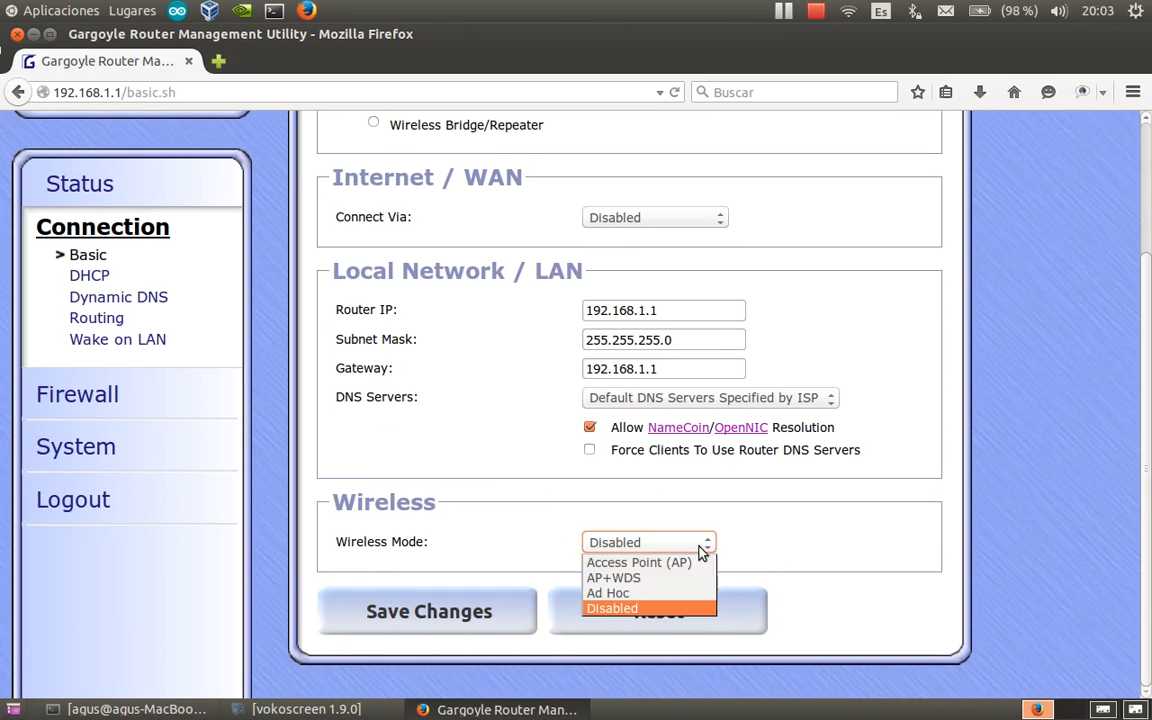 Aplicaciones Lugares Es (98 %) 20:03
Gargoyle Router Management Utility - Mozilla Firefox
Gargoyle Router Ma...
192.168.1.1/basic.sh Buscar
Wireless Bridge/Repeater
Status
Connection
> Basic
DHCP
Dynamic DNS
Routing
Wake on LAN
Firewall
System
Logout
Internet / WAN
Connect Via: Disabled
Local Network / LAN
Router IP: 192.168.1.1
Subnet Mask: 255.255.255.0
Gateway: 192.168.1.1
DNS Servers: Default DNS Servers Specified by ISP
Allow NameCoin/OpenNIC Resolution
Force Clients To Use Router DNS Servers
Wireless
Wireless Mode: Disabled
Access Point (AP)
AP+WDS
Ad Hoc
Disabled
Save Changes
[agus@agus-MacBoo... [vokoscreen 1.9.0] Gargoyle Router Man...